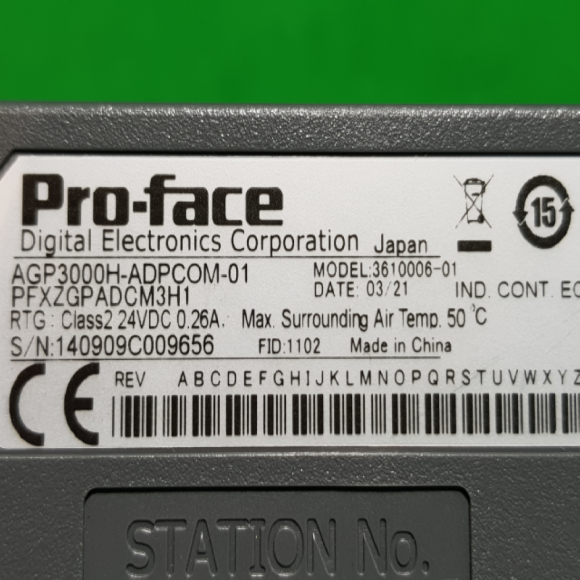 Pro-face
Digital Electronics Corporation Japan
15
AGP3000H-ADPCOM-01 MODEL:3610006-01
PFXZGPADCM3H1 DATE: 03/21 IND. CONT. EQ
RTG : Class2 24VDC 0.26A. Max. Surrounding Air Temp. 50 °C
S/N:140909C009656 FID:1102 Made in China
CE REV A B C D E F G H I J K L M N O P Q R S T U V W X Y Z
STATION No.